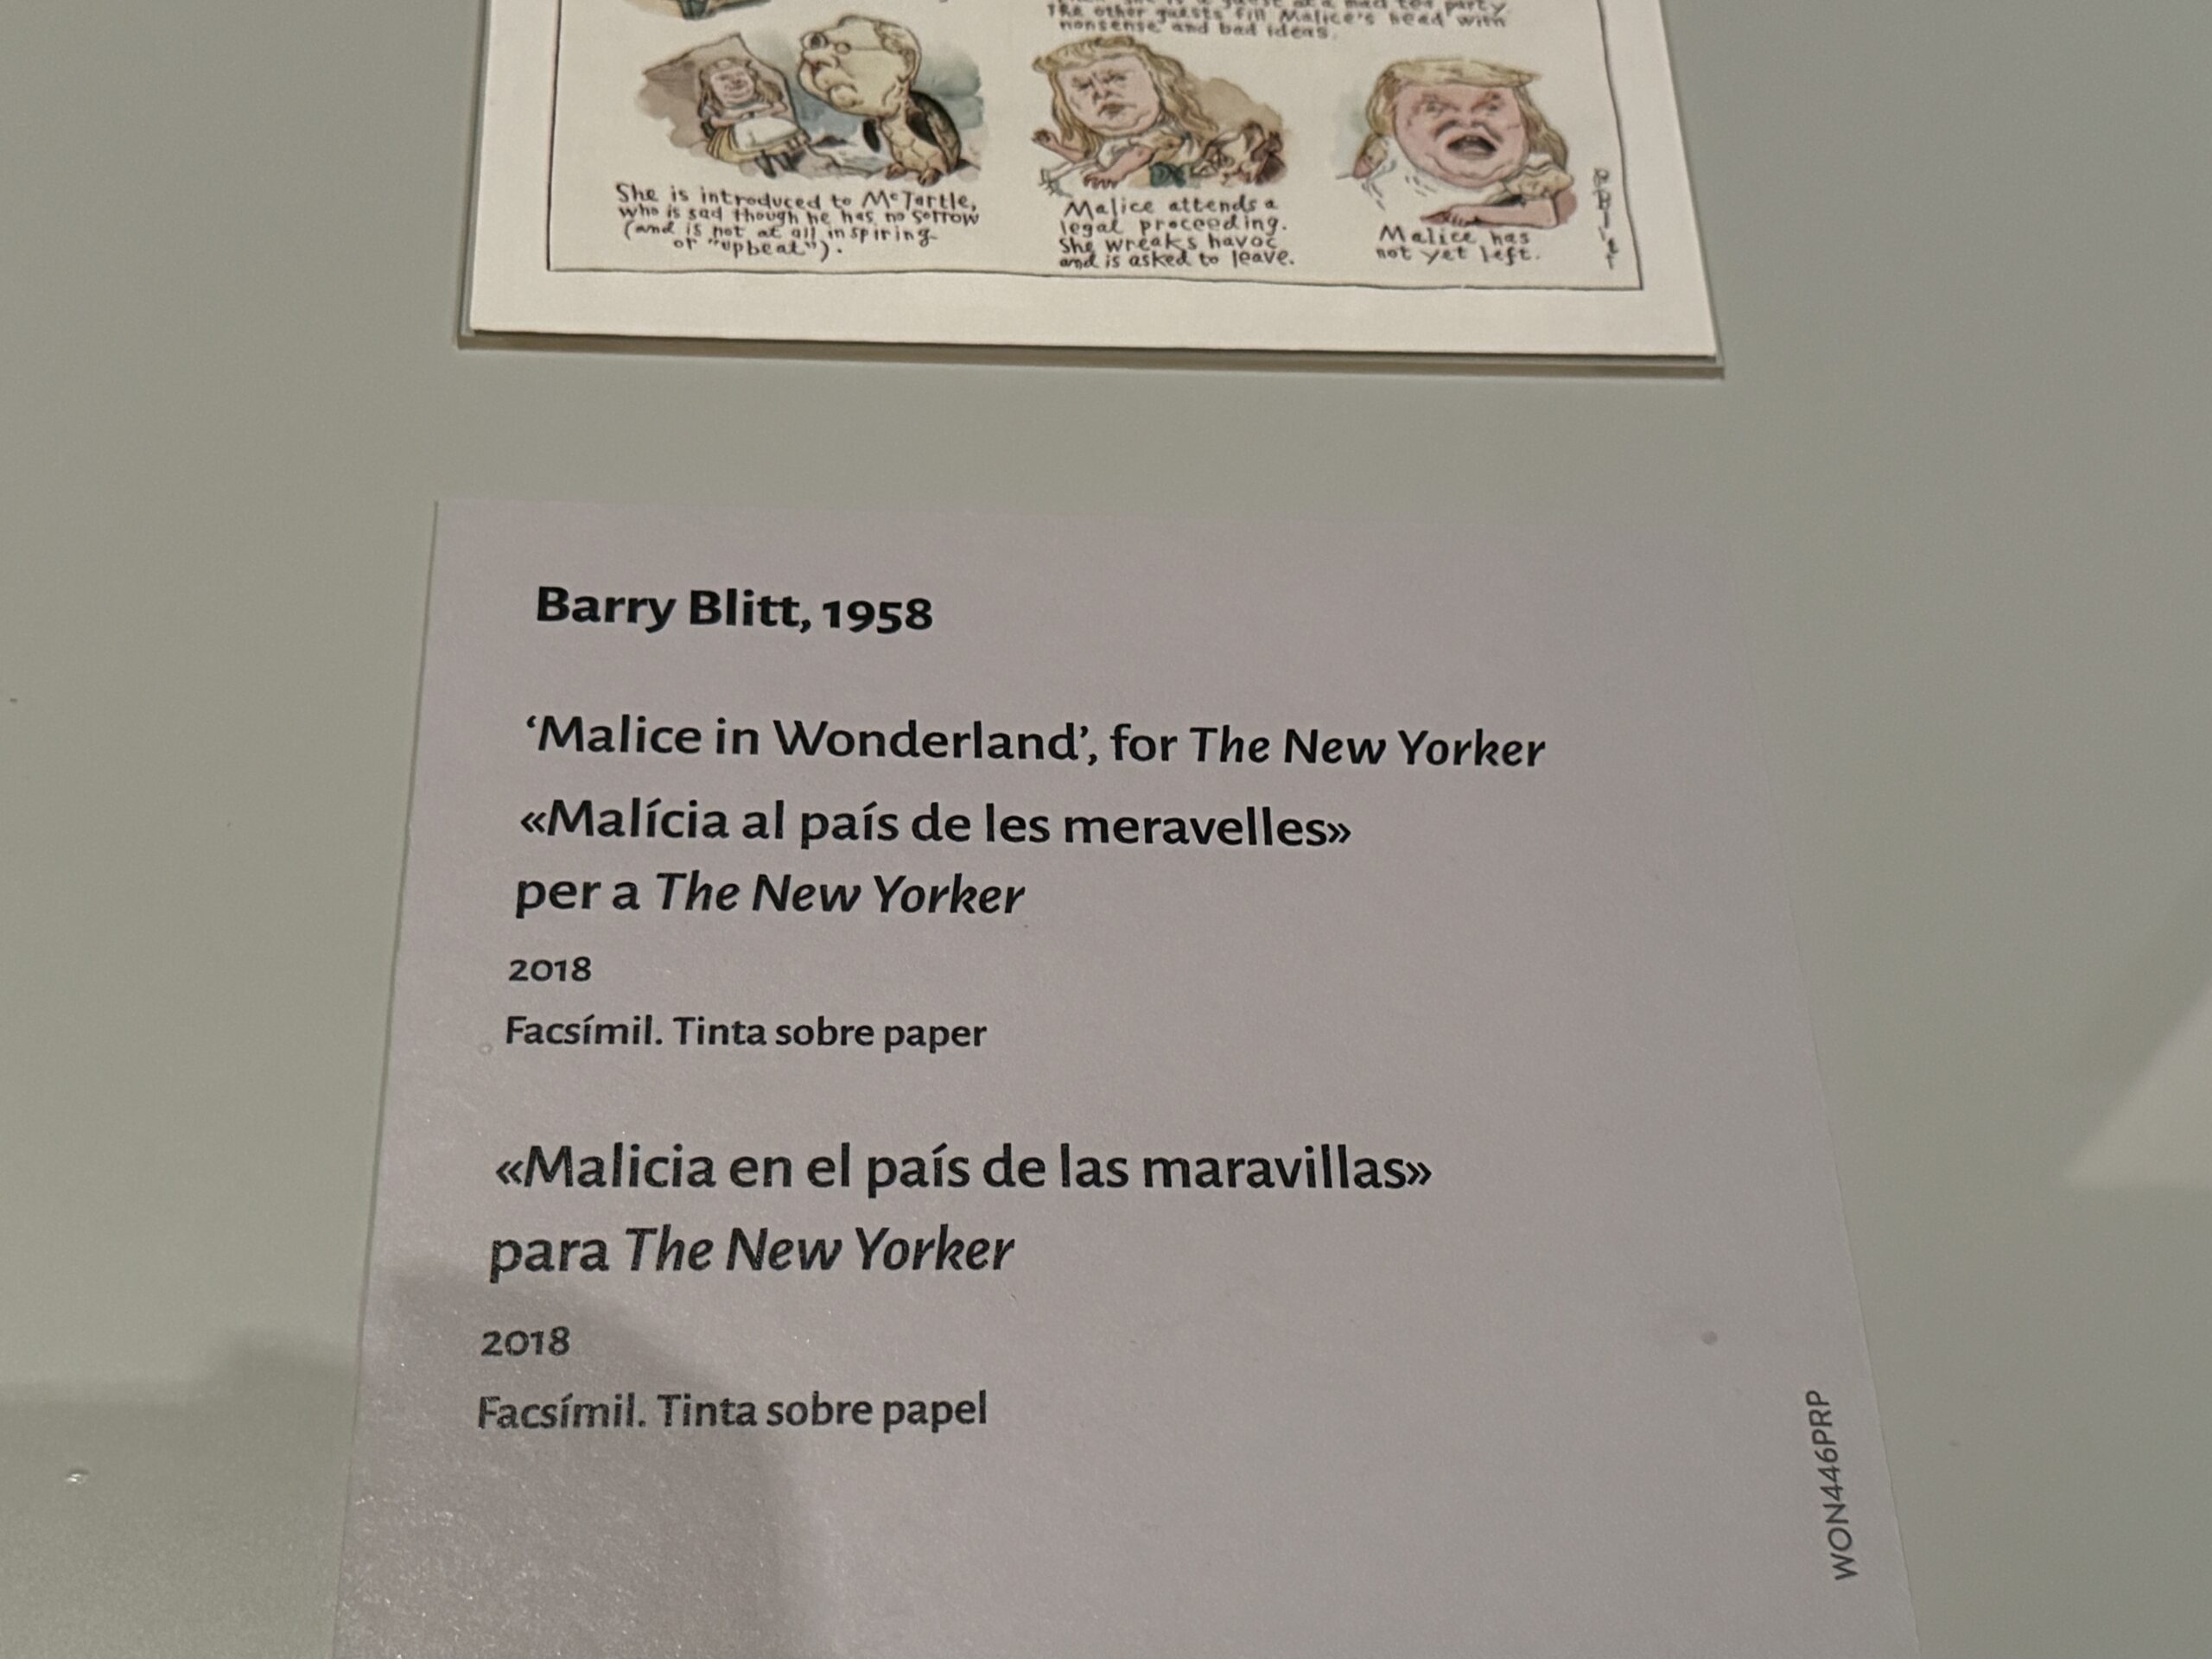 The other guests fill Malice's head with
nonsense and bad ideas.
She is introduced to McTurtle,
who is sad though he has no sorrow
(and is not at all inspiring
or "upbeat").
Malice attends a
legal proceeding.
She wreaks havoc
and is asked to leave.
Malice has
not yet left.
Barry Blitt, 1958
‘Malice in Wonderland’, for The New Yorker
«Malícia al país de les meravelles»
per a The New Yorker
2018
Facsímil. Tinta sobre paper
«Malicia en el país de las maravillas»
para The New Yorker
2018
Facsímil. Tinta sobre papel
WON446PRP